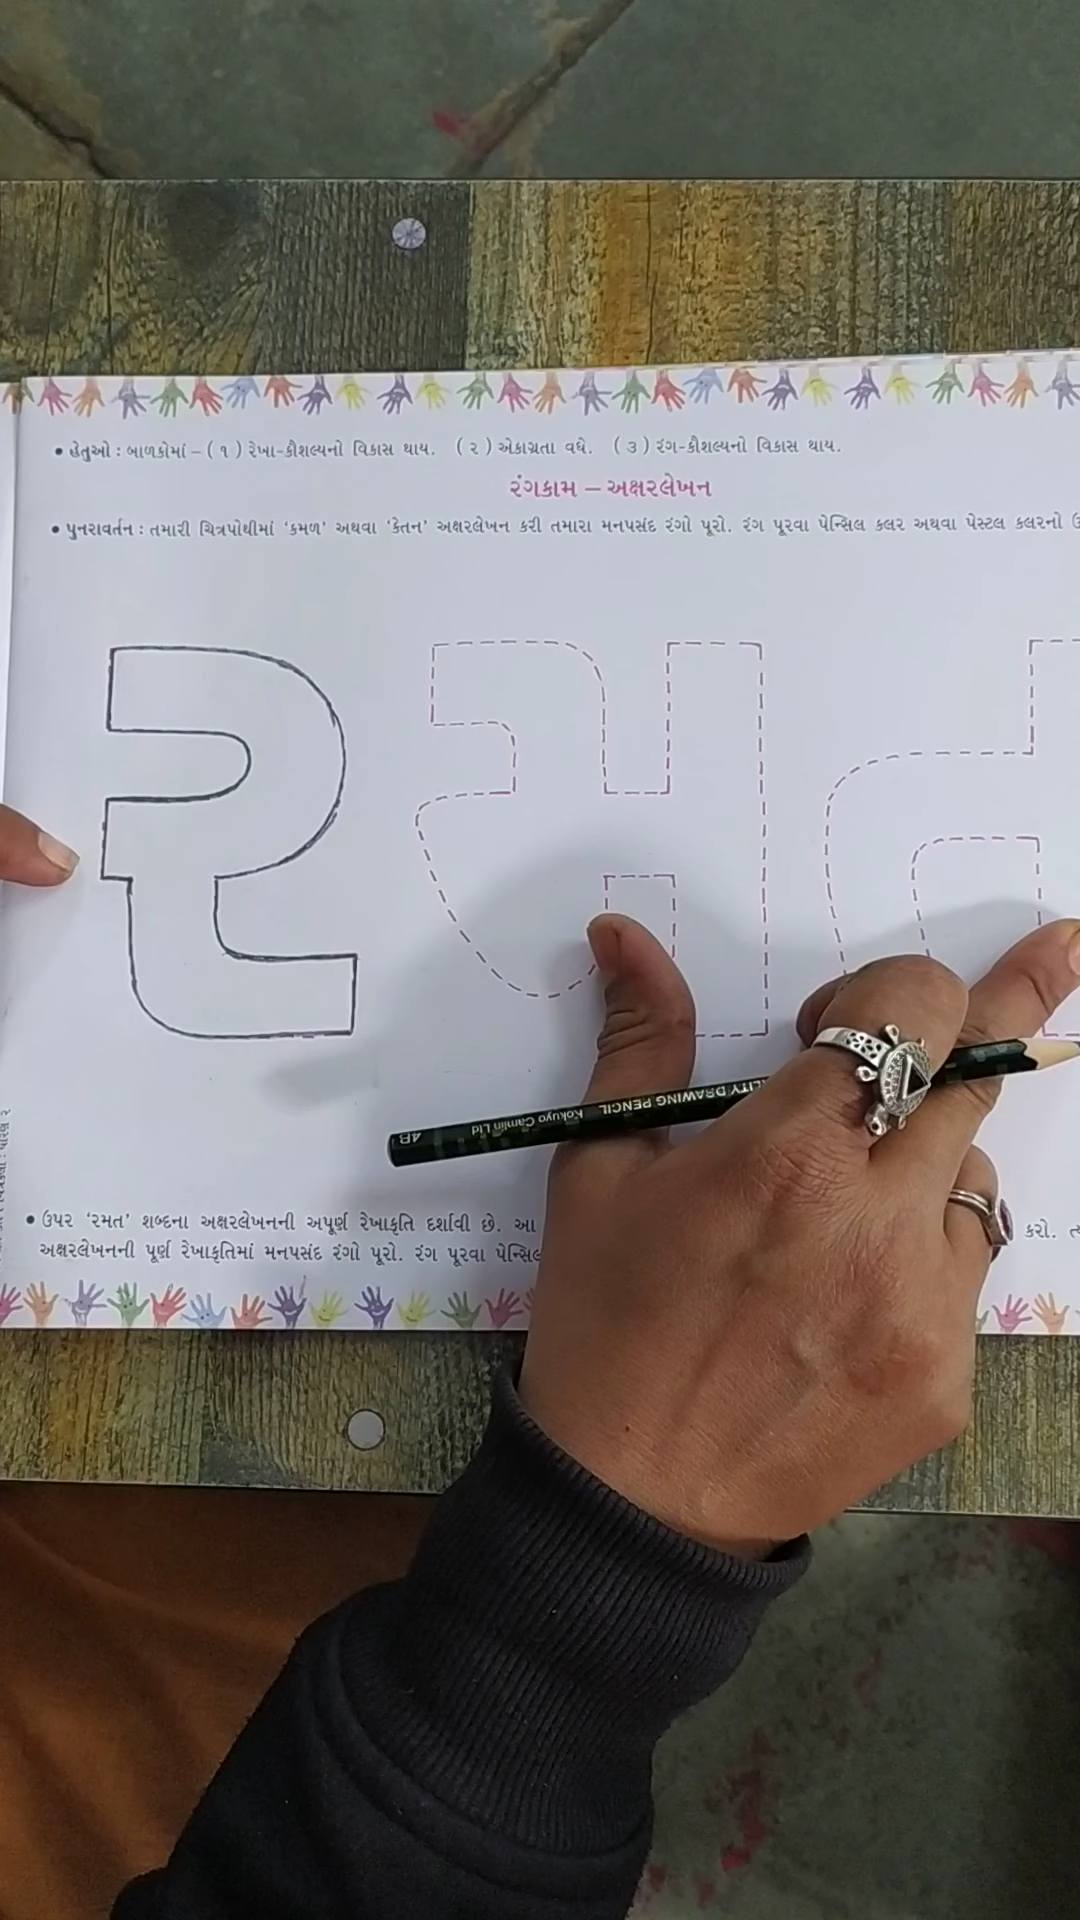 • હેતુઓ : બાળકોમાં – ( ૧ ) રેખા-કૌશલ્યનો વિકાસ થાય. ( ૨ ) એકાગ્રતા વધે. ( ૩ ) રંગ-કૌશલ્યનો વિકાસ થાય.
રંગકામ – અક્ષરલેખન
• પુનરાવર્તન : તમારી ચિત્રપોથીમાં ‘કમળ’ અથવા ‘કેતન’ અક્ષરલેખન કરી તમારા મનપસંદ રંગો પૂરો. રંગ પૂરવા પેન્સિલ કલર અથવા પેસ્ટલ કલરનો
ર મ ત
4B Kokuyo Camlin Ltd DRAWING PENCIL
• ઉપર ‘રમત’ શબ્દના અક્ષરલેખનની અપૂર્ણ રેખાકૃતિ દર્શાવી છે. આ કરો.
અક્ષરલેખનની પૂર્ણ રેખાકૃતિમાં મનપસંદ રંગો પૂરો. રંગ પૂરવા પેન્સિલ